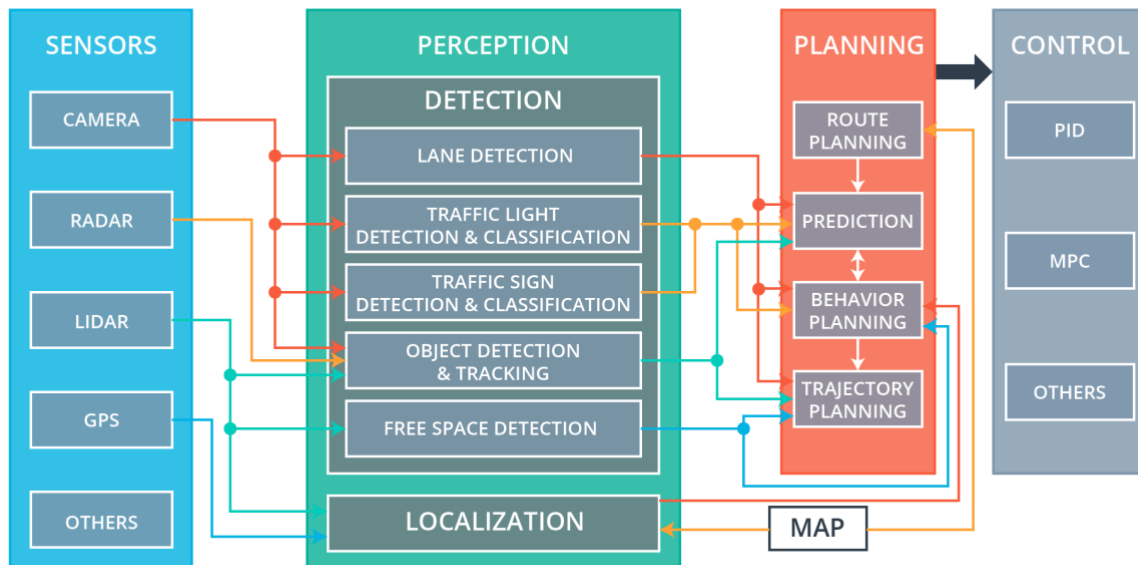 SENSORS
CAMERA
RADAR
LIDAR
GPS
OTHERS
PERCEPTION
DETECTION
LANE DETECTION
TRAFFIC LIGHT
DETECTION & CLASSIFICATION
TRAFFIC SIGN
DETECTION & CLASSIFICATION
OBJECT DETECTION
& TRACKING
FREE SPACE DETECTION
LOCALIZATION
PLANNING
ROUTE
PLANNING
PREDICTION
BEHAVIOR
PLANNING
TRAJECTORY
PLANNING
MAP
CONTROL
PID
MPC
OTHERS